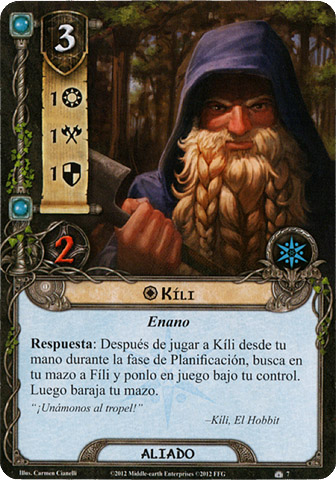 3
1
1
1
2
Kíli
Enano
Respuesta: Después de jugar a Kíli desde tu
mano durante la fase de Planificación, busca en
tu mazo a Fíli y ponlo en juego bajo tu control.
Luego baraja tu mazo.
“¡Unámonos al tropel!”
–Kíli, El Hobbit
ALIADO
Illus. Carmen Cianelli ©2012 Middle-earth Enterprises ©2012 FFG 7